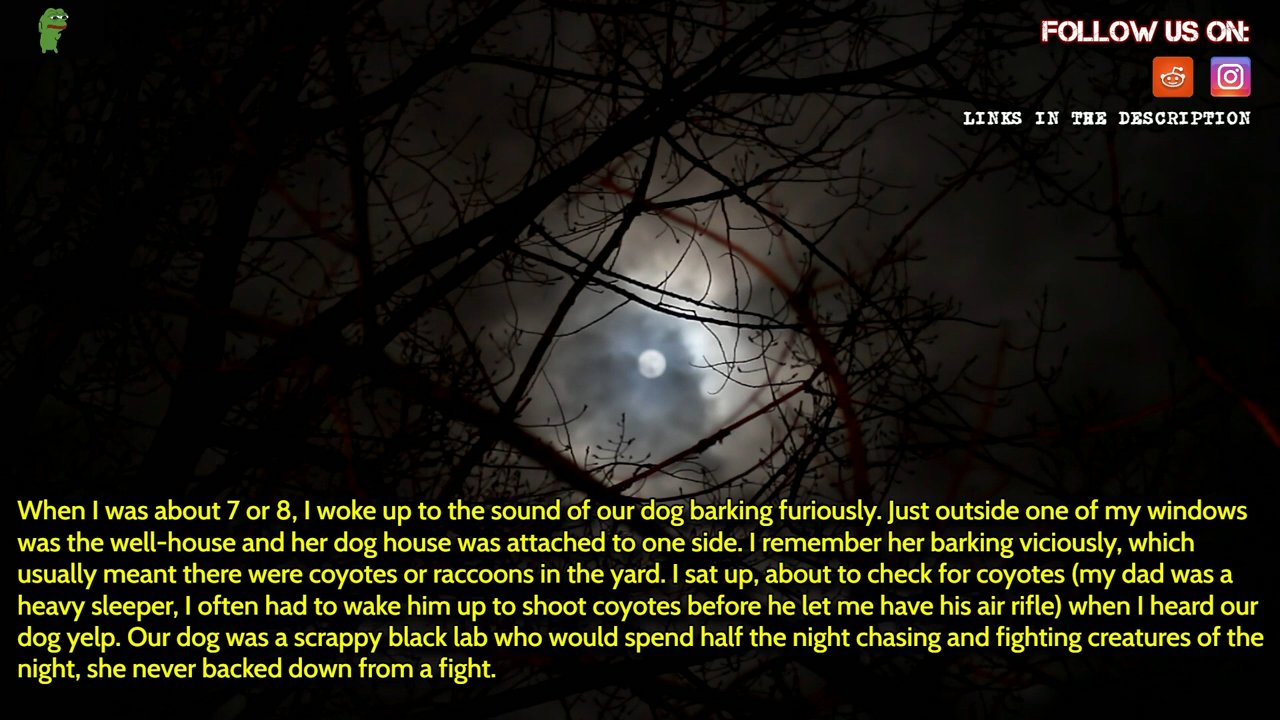 FOLLOW US ON:
LINKS IN THE DESCRIPTION
When I was about 7 or 8, I woke up to the sound of our dog barking furiously. Just outside one of my windows
was the well-house and her dog house was attached to one side. I remember her barking viciously, which
usually meant there were coyotes or raccoons in the yard. I sat up, about to check for coyotes (my dad was a
heavy sleeper, I often had to wake him up to shoot coyotes before he let me have his air rifle) when I heard our
dog yelp. Our dog was a scrappy black lab who would spend half the night chasing and fighting creatures of the
night, she never backed down from a fight.